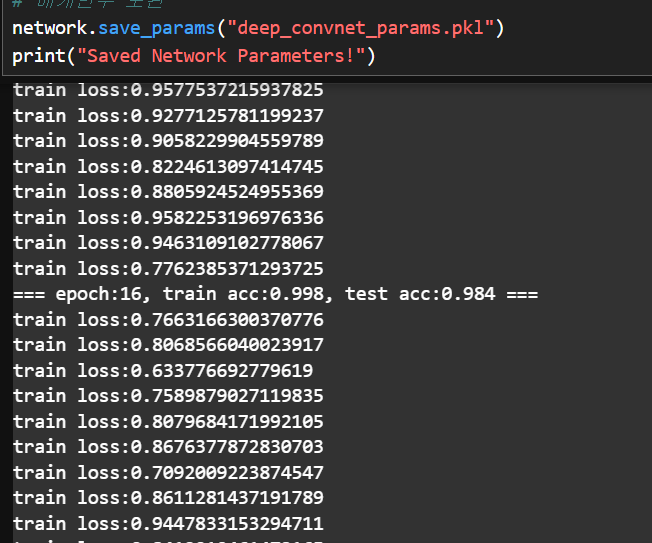 network.save_params("deep_convnet_params.pkl")
print("Saved Network Parameters!")
train loss:0.9577537215937825
train loss:0.9277125781199237
train loss:0.9058229904559789
train loss:0.8224613097414745
train loss:0.8805924524955369
train loss:0.9582253196976336
train loss:0.9463109102778067
train loss:0.7762385371293725
=== epoch:16, train acc:0.998, test acc:0.984 ===
train loss:0.7663166300370776
train loss:0.8068566040023917
train loss:0.633776692779619
train loss:0.7589879027119835
train loss:0.8079684171992105
train loss:0.8676377872830703
train loss:0.7092009223874547
train loss:0.8611281437191789
train loss:0.9447833153294711